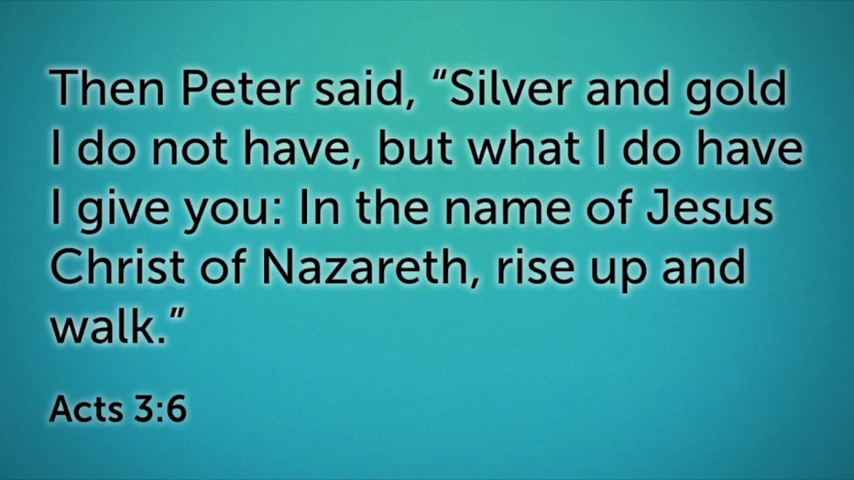 Then Peter said, “Silver and gold
I do not have, but what I do have
I give you: In the name of Jesus
Christ of Nazareth, rise up and
walk.”
Acts 3:6